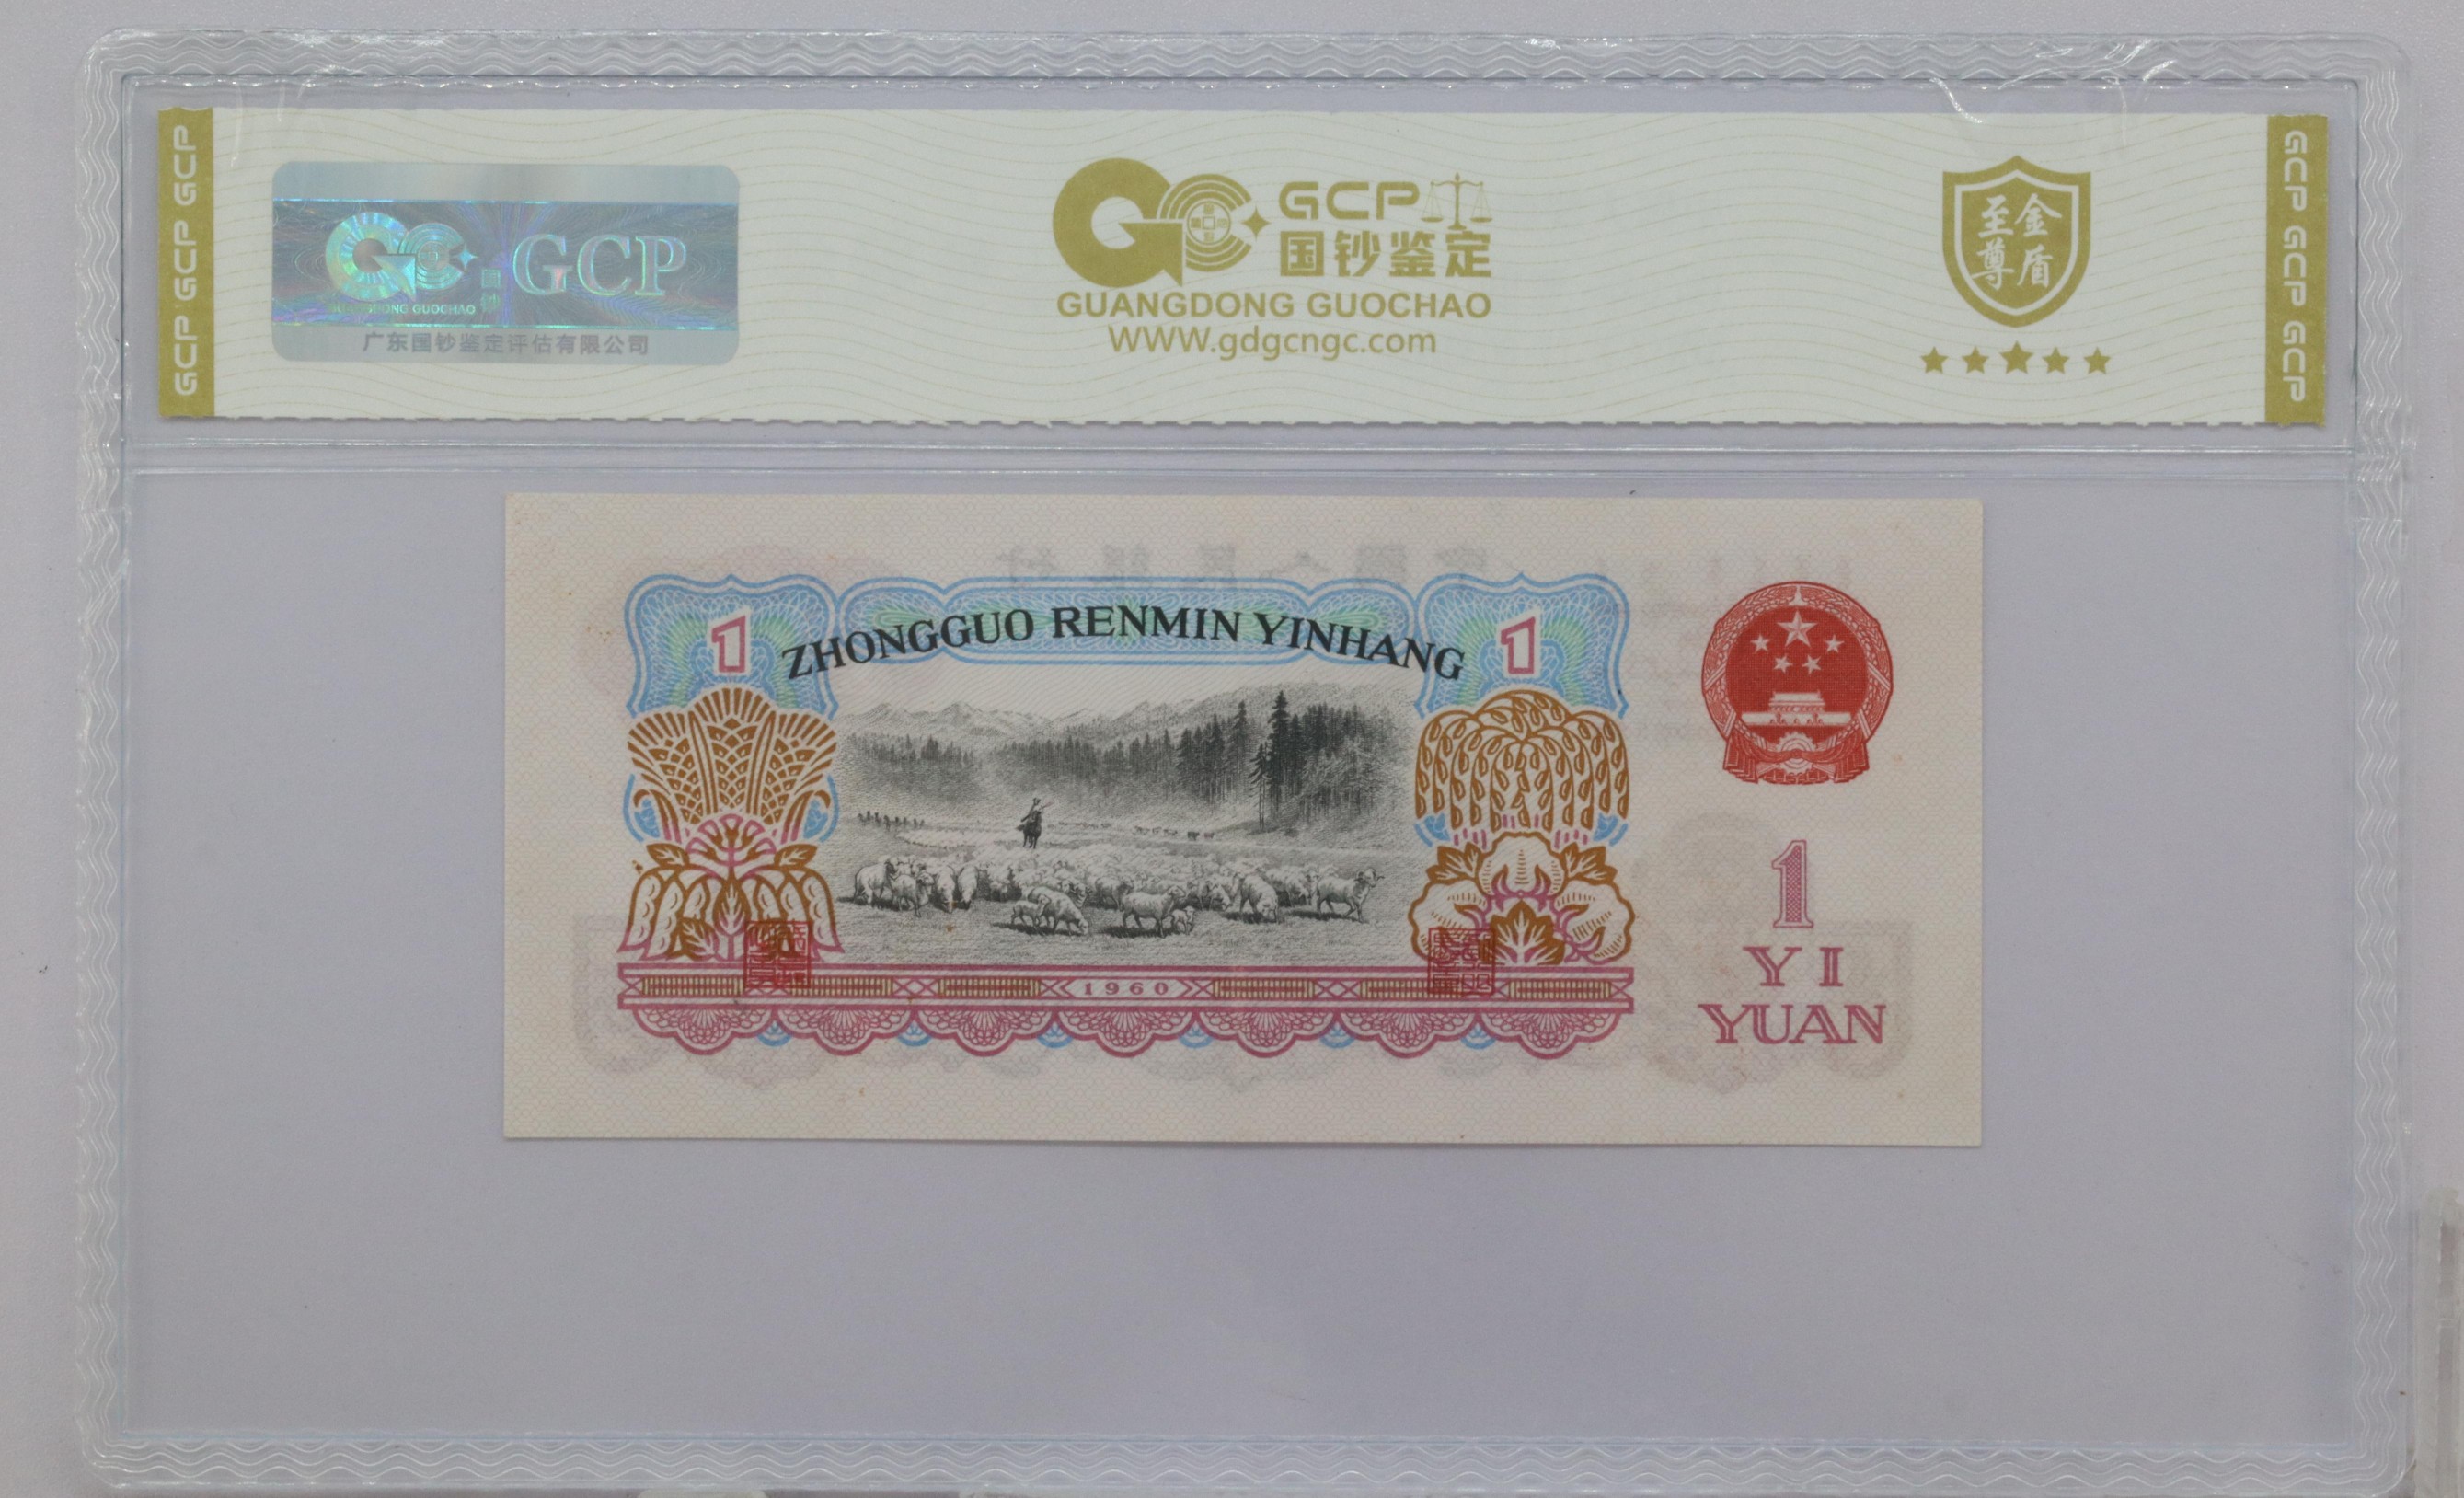 GCP GCP GCP
GCP
GUANGDONG GUOCHAO
国钞
广东国钞鉴定评估有限公司
GCP
国钞鉴定
GUANGDONG GUOCHAO
WWW.gdgcngc.com
至尊金盾
GCP GCP GCP
1
ZHONGGUO RENMIN YINHANG
1
1960
1
YI
YUAN